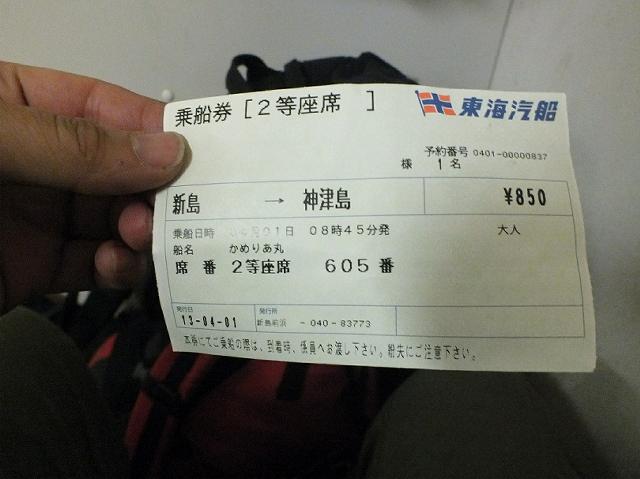 乗船券 [2等座席 ]
東海汽船
予約番号 0401-00000837
様 1名
新島 → 神津島 ¥850
乗船日時 04月01日 08時45分発 大人
船名 かめりあ丸
席番 2等座席 605番
発行日 発行所
13-04-01 新島前浜 -040-83773
本券にてご乗船の際は、到着時、係員へお渡し下さい。紛失にご注意下さい。